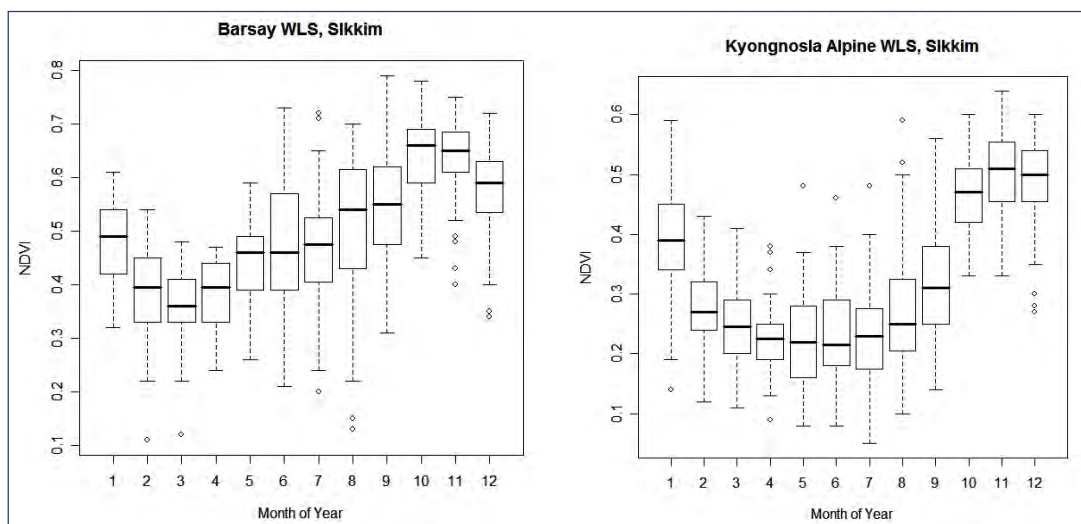 Barsay WLS, Sikkim
NDVI
0.8
0.7
0.6
0.5
0.4
0.3
0.2
0.1
1 2 3 4 5 6 7 8 9 10 11 12
Month of Year
Kyongnosla Alpine WLS, Sikkim
NDVI
0.6
0.5
0.4
0.3
0.2
0.1
1 2 3 4 5 6 7 8 9 10 11 12
Month of Year